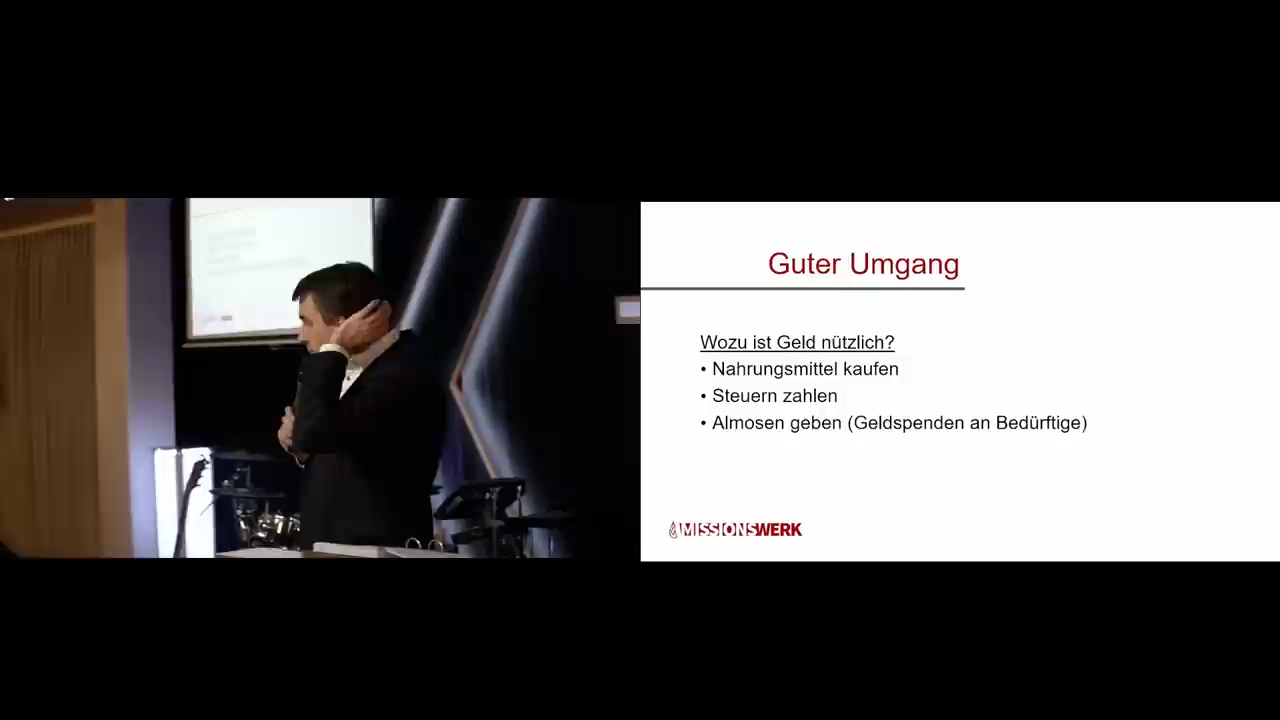 Guter Umgang
Wozu ist Geld nützlich?
• Nahrungsmittel kaufen
• Steuern zahlen
• Almosen geben (Geldspenden an Bedürftige)
MISSIONSWERK